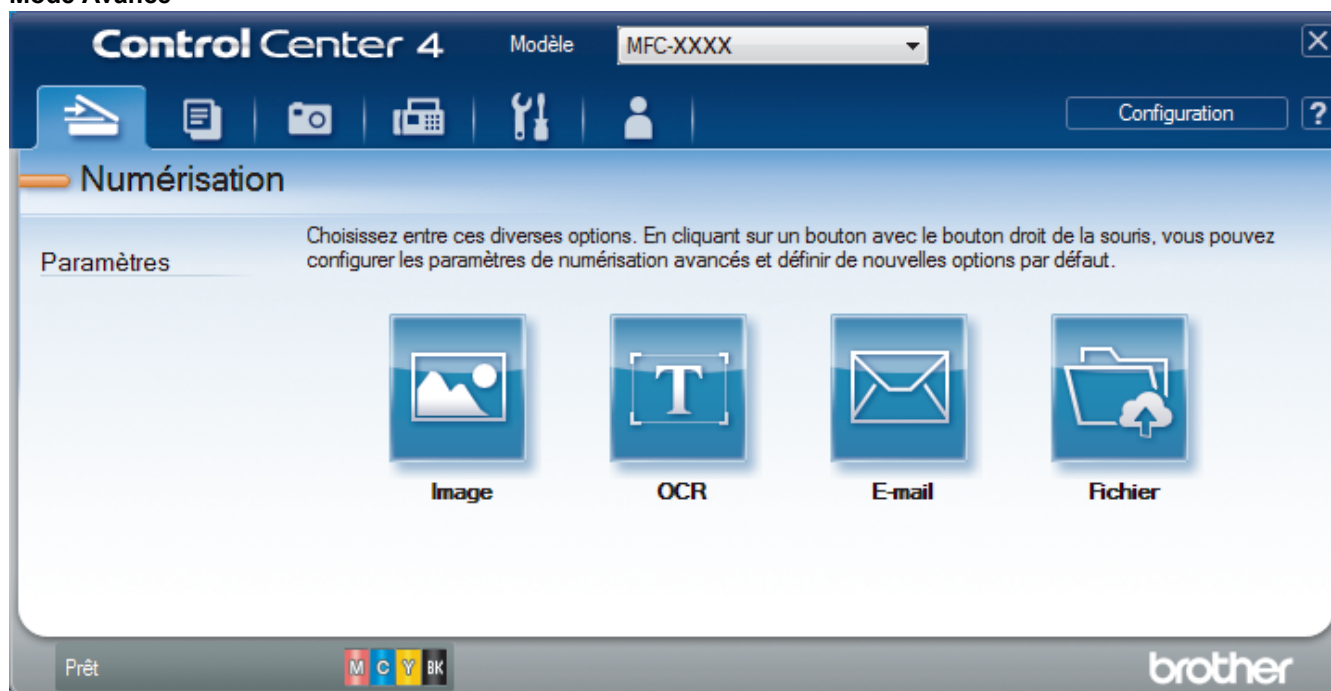 Mode Avancé
ControlCenter 4 Modèle MFC-XXXX X
Configuration ?
Numérisation
Choisissez entre ces diverses options. En cliquant sur un bouton avec le bouton droit de la souris, vous pouvez
Paramètres configurer les paramètres de numérisation avancés et définir de nouvelles options par défaut.
T
Image OCR E-mail Fichier
Prêt M C Y BK brother